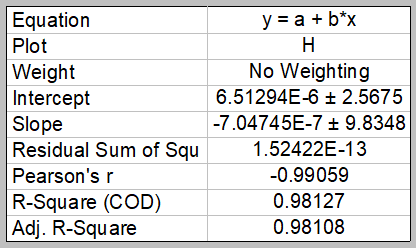 Equation y = a + b*x
Plot H
Weight No Weighting
Intercept 6.51294E-6 ± 2.5675
Slope -7.04745E-7 ± 9.8348
Residual Sum of Squ 1.52422E-13
Pearson's r -0.99059
R-Square (COD) 0.98127
Adj. R-Square 0.98108